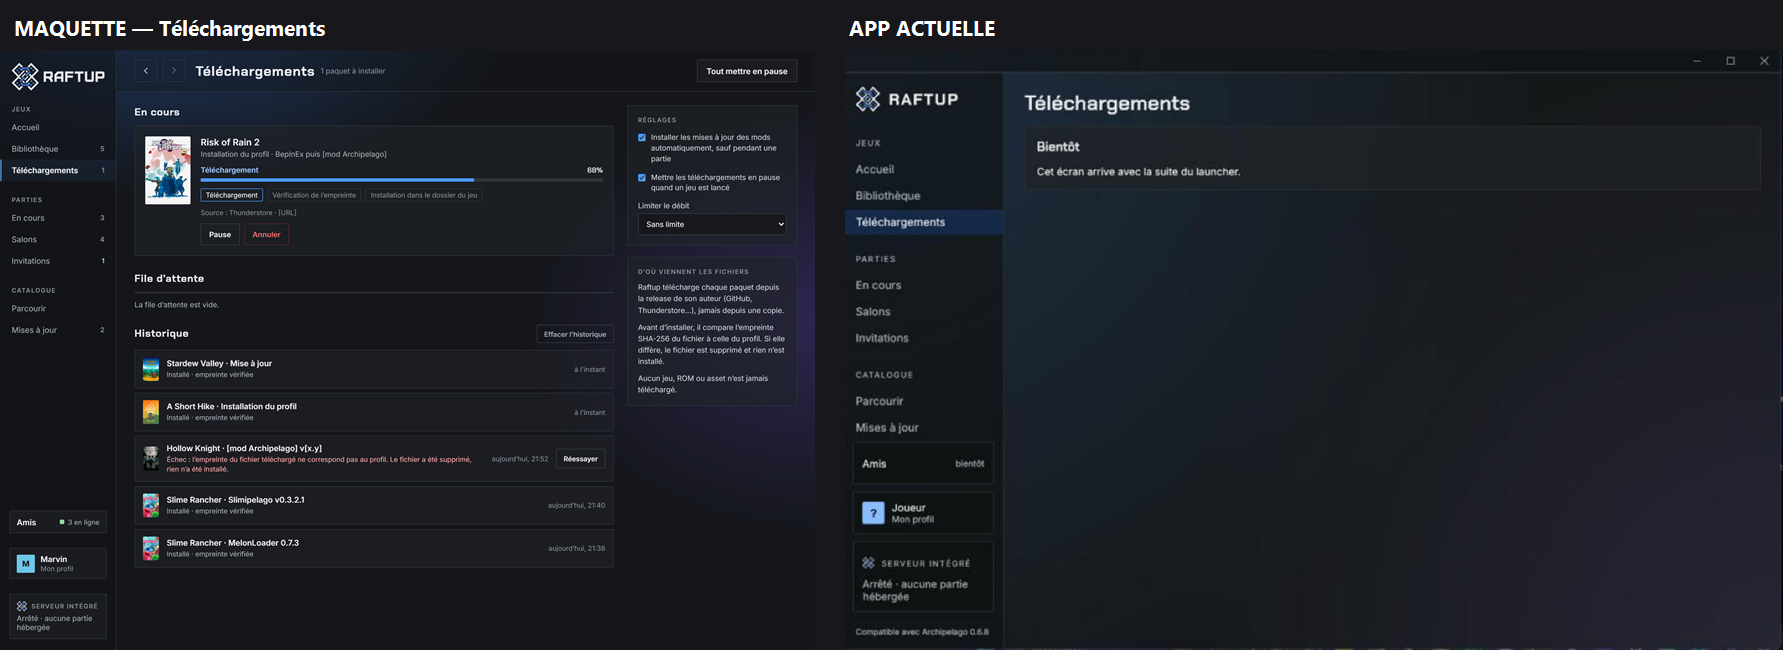 MAQUETTE — Téléchargements
RAFTUP
JEUX
Accueil
Bibliothèque 5
Téléchargements 1
PARTIES
En cours 3
Salons 4
Invitations 1
CATALOGUE
Parcourir
Mises à jour 2
Amis 3 en ligne
M
Marvin
Mon profil
SERVEUR INTÉGRÉ
Arrêté · aucune partie
hébergée
Téléchargements 1 paquet à installer
Tout mettre en pause
En cours
Risk of Rain 2
Installation du profil · BepInEx puis [mod Archipelago]
Téléchargement 68%
Téléchargement Vérification de l'empreinte Installation dans le dossier du jeu
Source : Thunderstore · [URL]
Pause Annuler
File d'attente
La file d'attente est vide.
Historique Effacer l'historique
Stardew Valley · Mise à jour
Installé · empreinte vérifiée
à l'instant
A Short Hike · Installation du profil
Installé · empreinte vérifiée
à l'instant
Hollow Knight · [mod Archipelago] v[x.y]
Échec : l'empreinte du fichier téléchargé ne correspond pas au profil. Le fichier a été supprimé,
rien n'a été installé.
aujourd'hui, 21:52 Réessayer
Slime Rancher · Slimipelago v0.3.2.1
Installé · empreinte vérifiée
aujourd'hui, 21:40
Slime Rancher · MelonLoader 0.7.3
Installé · empreinte vérifiée
aujourd'hui, 21:38
RÉGLAGES
Installer les mises à jour des mods
automatiquement, sauf pendant une
partie
Mettre les téléchargements en pause
quand un jeu est lancé
Limiter le débit
Sans limite
D'OÙ VIENNENT LES FICHIERS
Raftup télécharge chaque paquet depuis
la release de son auteur (GitHub,
Thunderstore…), jamais depuis une copie.
Avant d'installer, il compare l'empreinte
SHA-256 du fichier à celle du profil. Si elle
diffère, le fichier est supprimé et rien n'est
installé.
Aucun jeu, ROM ou asset n'est jamais
téléchargé.
APP ACTUELLE
RAFTUP
JEUX
Accueil
Bibliothèque
Téléchargements
PARTIES
En cours
Salons
Invitations
CATALOGUE
Parcourir
Mises à jour
Amis bientôt
?
Joueur
Mon profil
SERVEUR INTÉGRÉ
Arrêté · aucune partie
hébergée
Compatible avec Archipelago 0.6.8
Téléchargements
Bientôt
Cet écran arrive avec la suite du launcher.